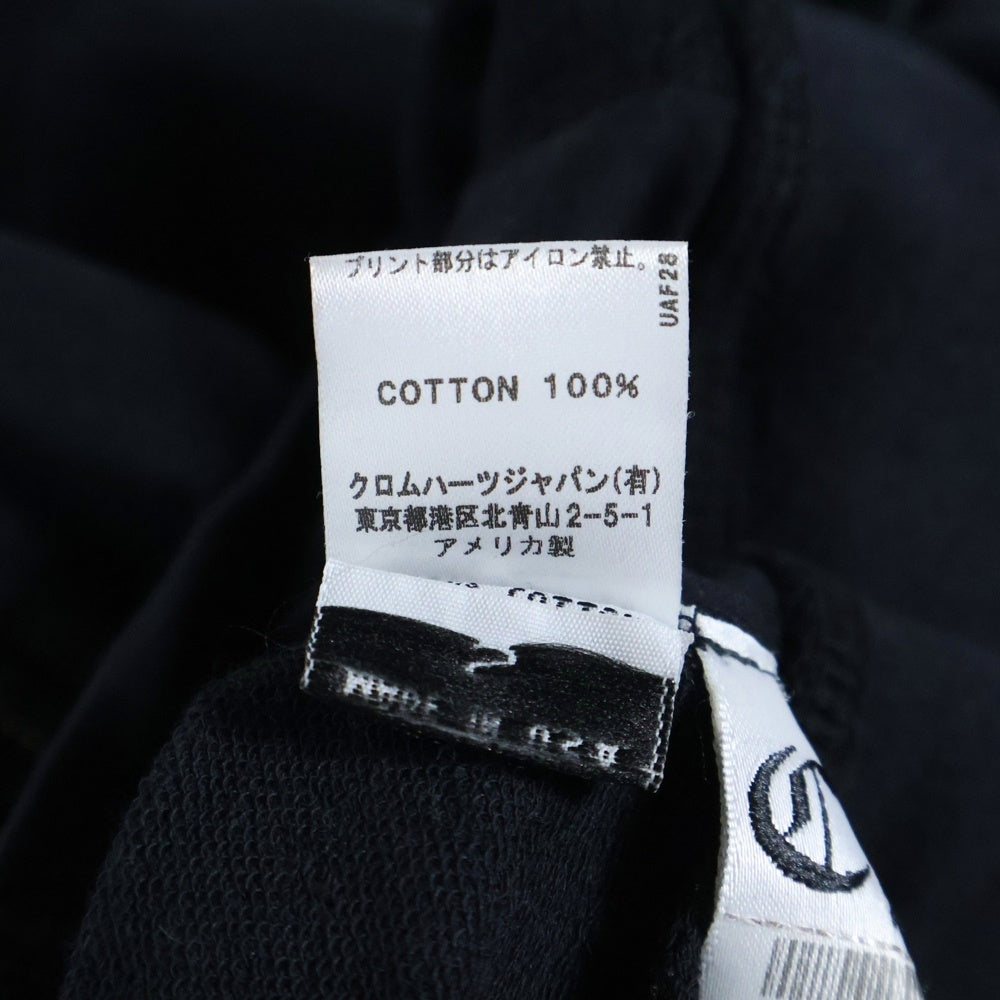 プリント部分はアイロン禁止。
UAF28
COTTON 100%
クロムハーツジャパン(有)
東京都港区北青山2-5-1
アメリカ製
MADE IN